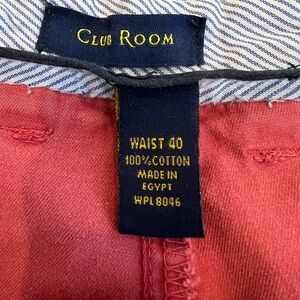 CLUB ROOM
WAIST 40
100% COTTON
MADE IN
EGYPT
WPL8046